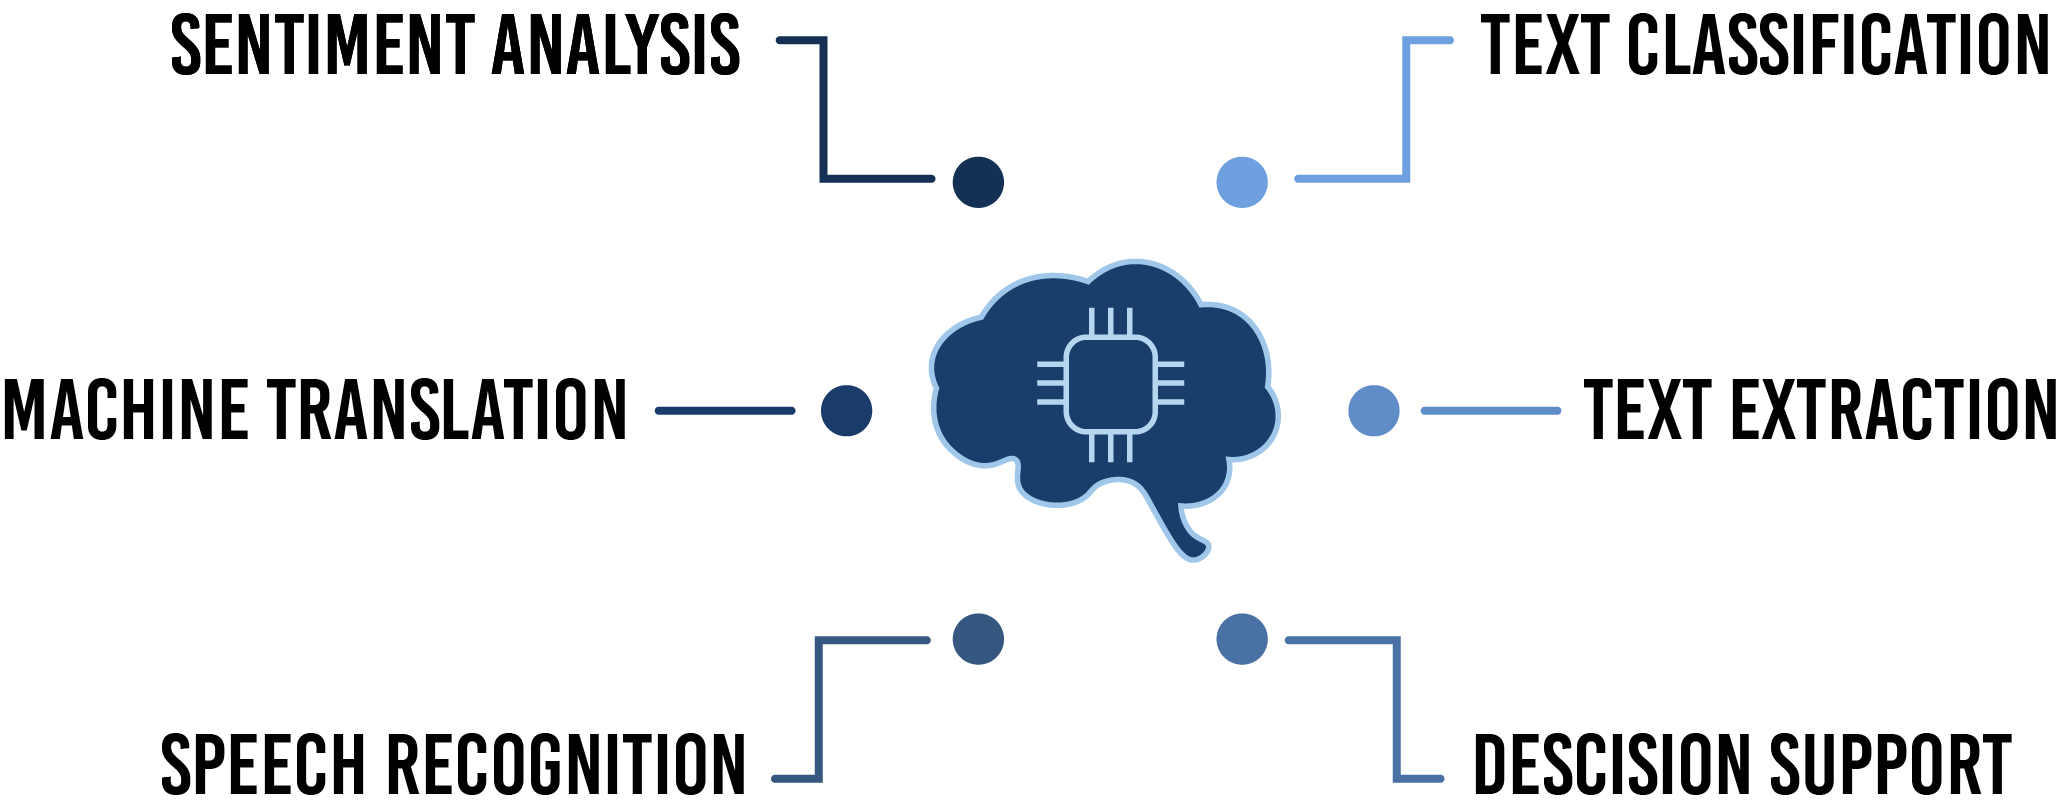 SENTIMENT ANALYSIS
TEXT CLASSIFICATION
MACHINE TRANSLATION
TEXT EXTRACTION
SPEECH RECOGNITION
DESCISION SUPPORT